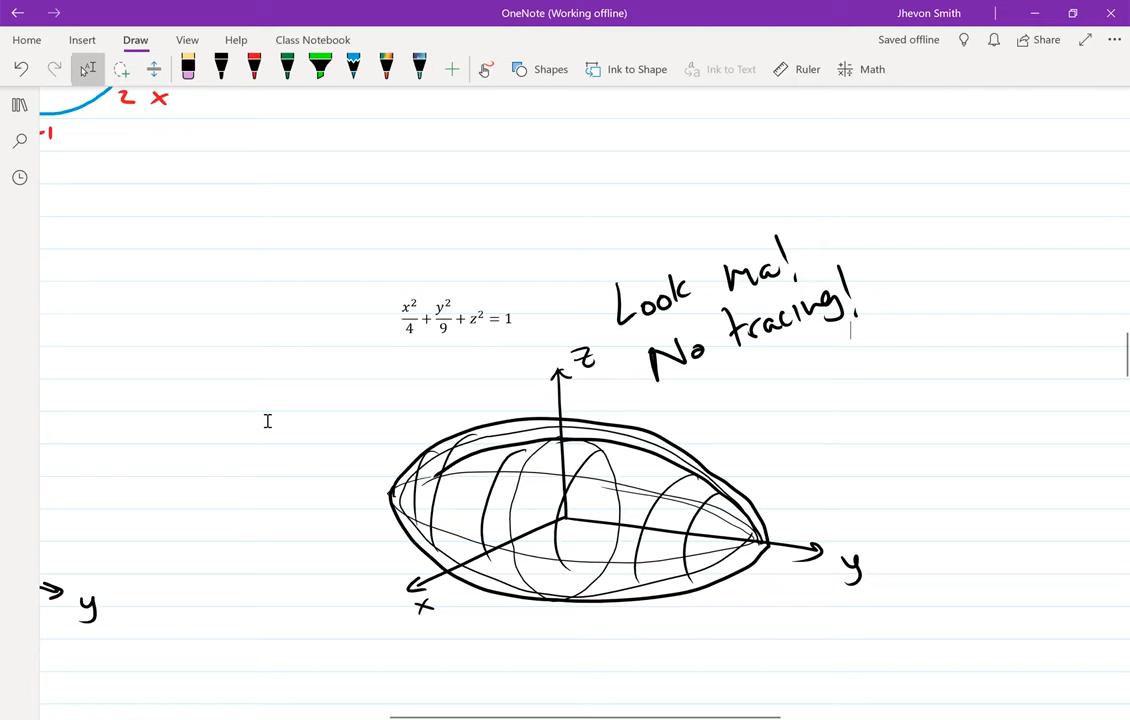 OneNote (Working offline)
Jhevon Smith
Home Insert Draw View Help Class Notebook
Saved offline
Share
Shapes
Ink to Shape
Ink to Text
Ruler
Math
2 x
-1
Look ma!
No tracing!
x²/4 + y²/9 + z² = 1
z
y
x
y